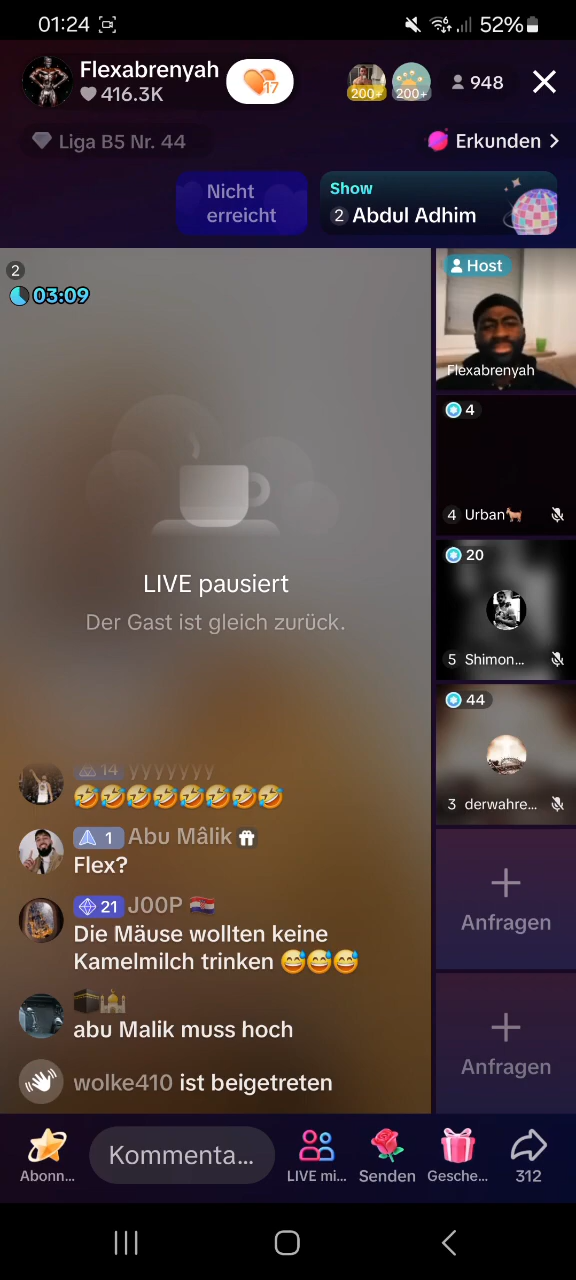 01:24
52%
Flexabrenyah
416.3K
17
200+
200+
948
Liga B5 Nr. 44
Erkunden
Nicht
erreicht
Show
2 Abdul Adhim
2
03:09
Host
Flexabrenyah
4
4 Urban
20
5 Shimon...
44
3 derwahre...
Anfragen
Anfragen
LIVE pausiert
Der Gast ist gleich zurück.
14 yyyyyyy
🤣🤣🤣🤣🤣🤣🤣🤣
1 Abu Mâlik
Flex?
21 J00P 🇭🇷
Die Mäuse wollten keine
Kamelmilch trinken 😅😅😅
🕋🕌
abu Malik muss hoch
wolke410 ist beigetreten
Abonn...
Kommenta...
LIVE mi...
Senden
Gesche...
312